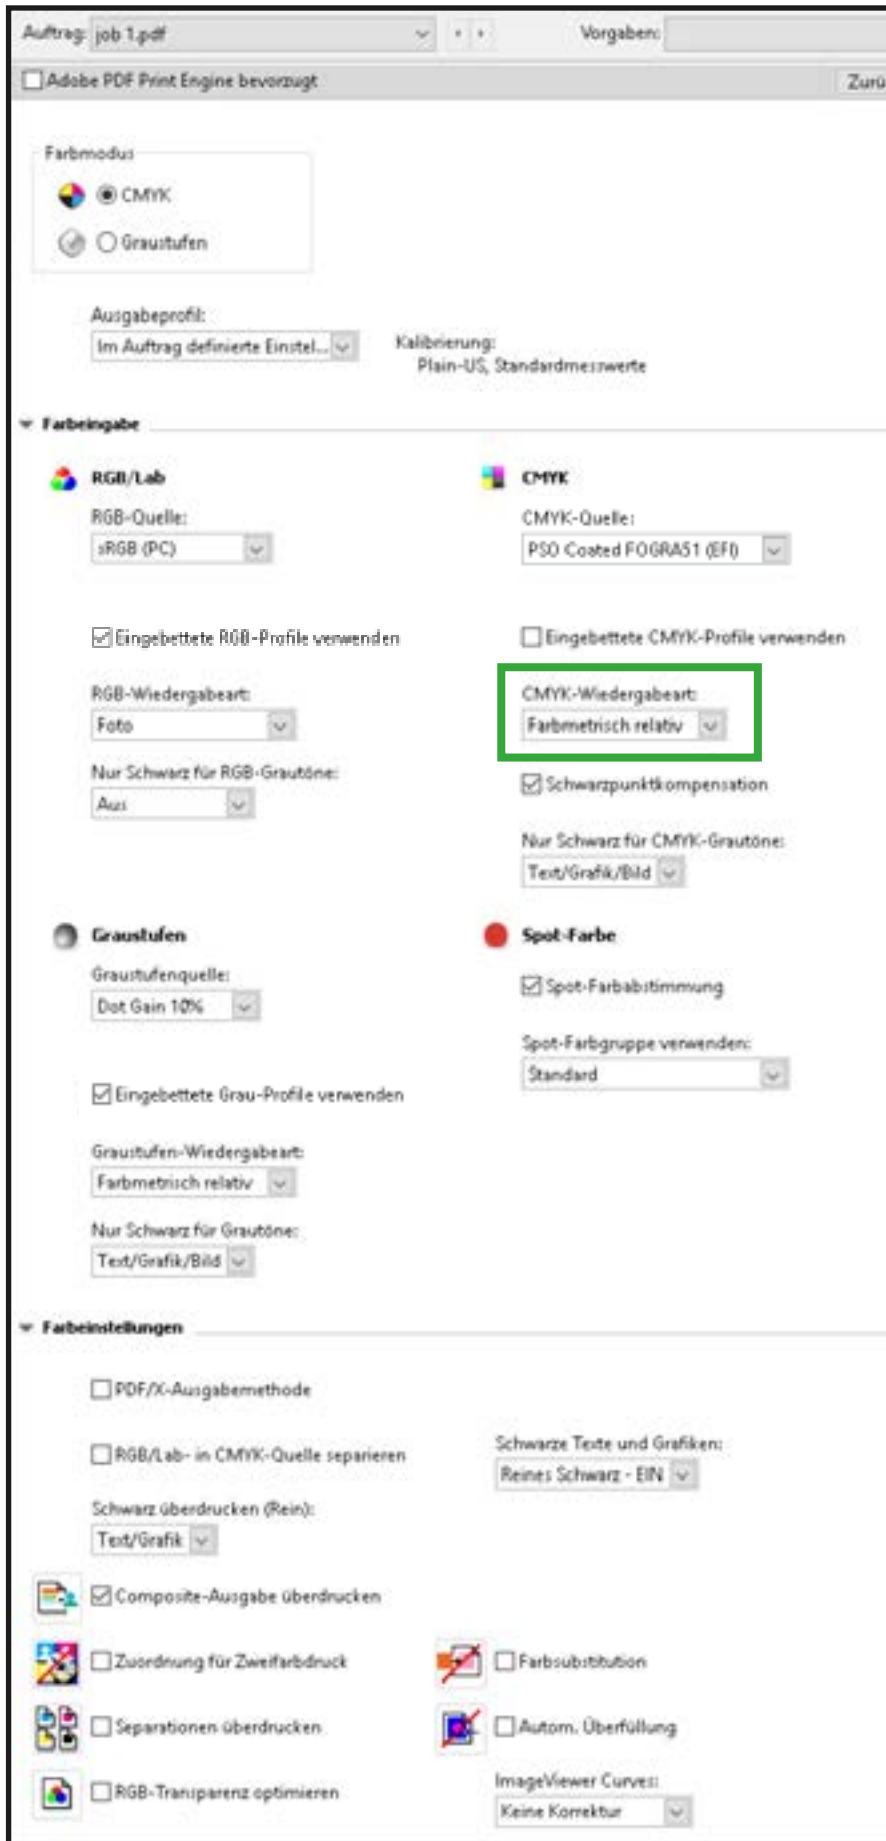 Auftrag: job 1.pdf Vorgaben:
Adobe PDF Print Engine bevorzugt Zurü
Farbmodus
CMYK
Graustufen
Ausgabeprofil:
Im Auftrag definierte Einstel...
Kalibrierung:
Plain-US, Standardmesswerte
Farbeingabe
RGB/Lab
RGB-Quelle:
sRGB (PC)
Eingebettete RGB-Profile verwenden
RGB-Wiedergabeart:
Foto
Nur Schwarz für RGB-Grautöne:
Aus
CMYK
CMYK-Quelle:
PSO Coated FOGRA51 (EFI)
Eingebettete CMYK-Profile verwenden
CMYK-Wiedergabeart:
Farbmetrisch relativ
Schwarzpunktkompensation
Nur Schwarz für CMYK-Grautöne:
Text/Grafik/Bild
Graustufen
Graustufenquelle:
Dot Gain 10%
Eingebettete Grau-Profile verwenden
Graustufen-Wiedergabeart:
Farbmetrisch relativ
Nur Schwarz für Grautöne:
Text/Grafik/Bild
Spot-Farbe
Spot-Farbabstimmung
Spot-Farbgruppe verwenden:
Standard
Farbeinstellungen
PDF/X-Ausgabemethode
RGB/Lab- in CMYK-Quelle separieren
Schwarz überdrucken (Rein):
Text/Grafik
Schwarze Texte und Grafiken:
Reines Schwarz - EIN
Composite-Ausgabe überdrucken
Zuordnung für Zweifarbdruck
Farbsubstitution
Separationen überdrucken
Autom. Überfüllung
RGB-Transparenz optimieren
ImageViewer Curves:
Keine Korrektur